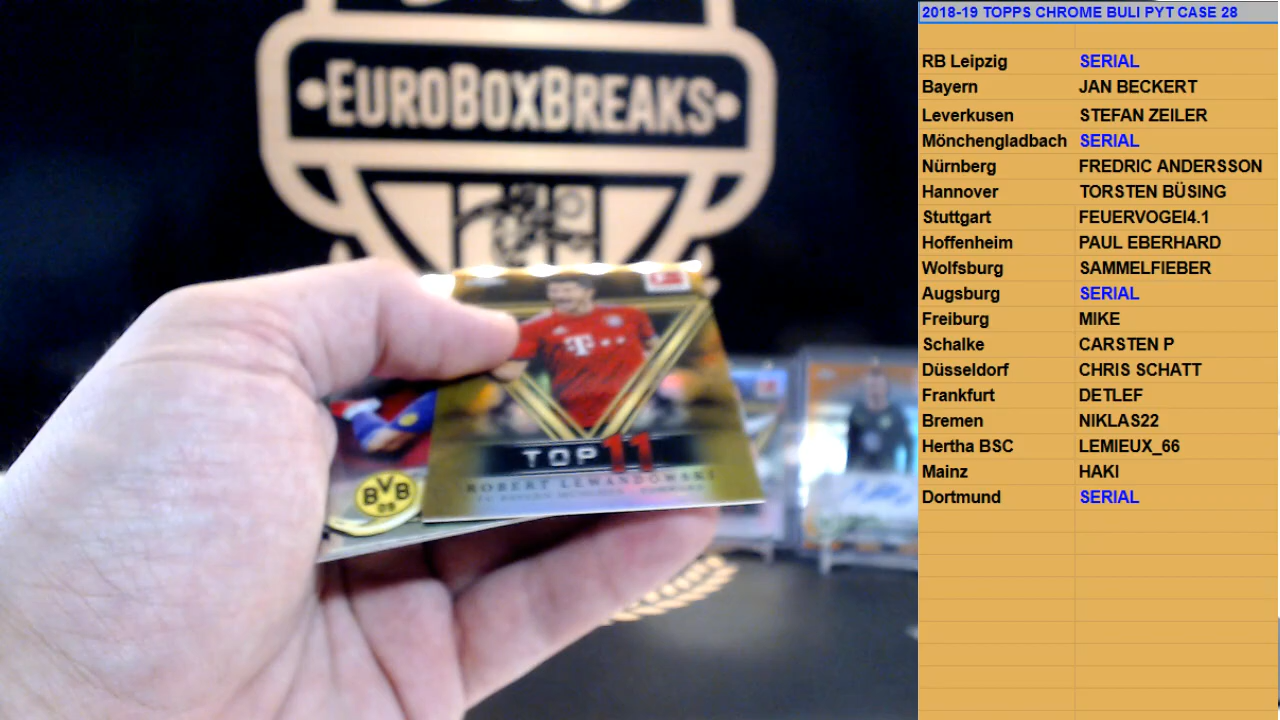 2018-19 TOPPS CHROME BULI PYT CASE 28
EUROBOXBREAKS
RB Leipzig SERIAL
Bayern JAN BECKERT
Leverkusen STEFAN ZEILER
Mönchengladbach SERIAL
Nürnberg FREDRIC ANDERSSON
Hannover TORSTEN BÜSING
Stuttgart FEUERVOGEl4.1
Hoffenheim PAUL EBERHARD
Wolfsburg SAMMELFIEBER
Augsburg SERIAL
Freiburg MIKE
Schalke CARSTEN P
Düsseldorf CHRIS SCHATT
Frankfurt DETLEF
Bremen NIKLAS22
Hertha BSC LEMIEUX_66
Mainz HAKI
Dortmund SERIAL
T
TOP 11
ROBERT LEWANDOWSKI
BVB
09